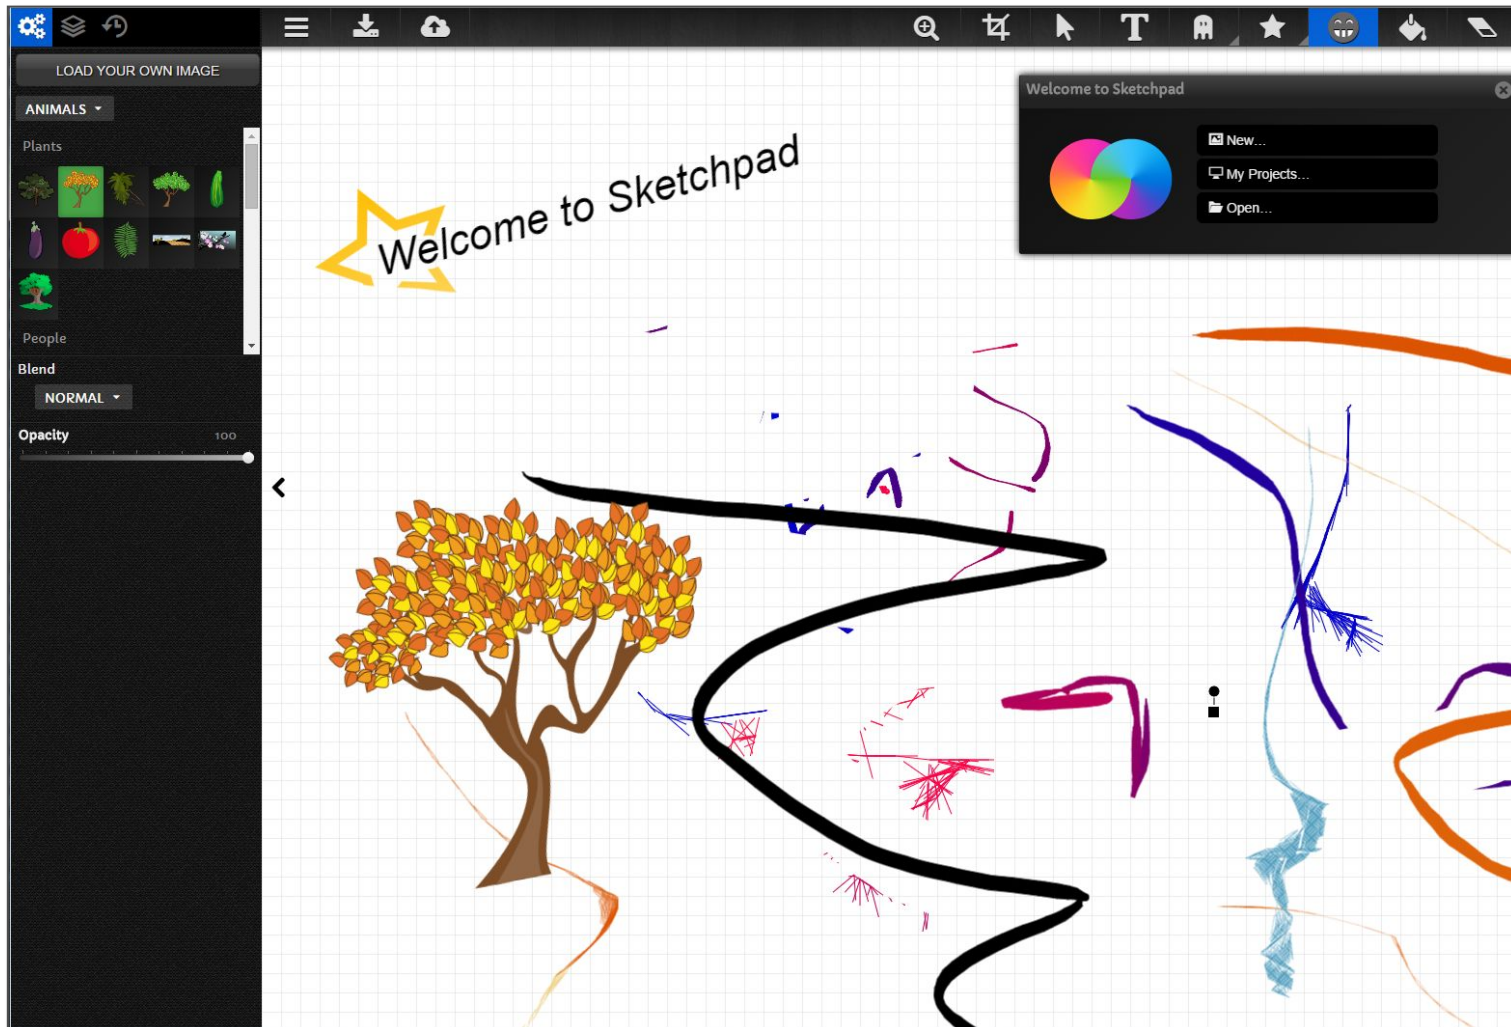 LOAD YOUR OWN IMAGE
ANIMALS
Plants
People
Blend
NORMAL
Opacity 100
T
Welcome to Sketchpad
Welcome to Sketchpad
New...
My Projects...
Open...